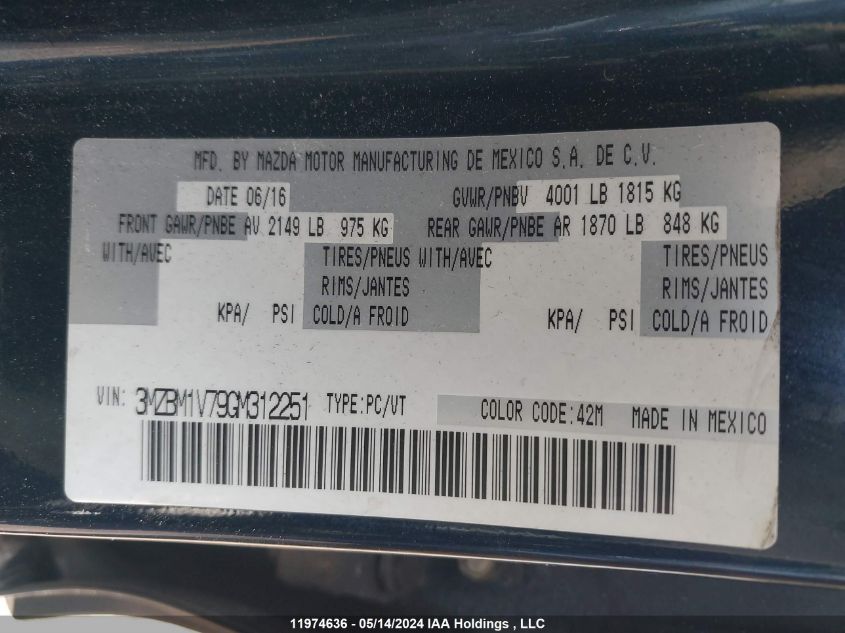 MFD. BY MAZDA MOTOR MANUFACTURING DE MEXICO S.A. DE C.V.
DATE 06/16 GVWR/PNBV 4001 LB 1815 KG
FRONT GAWR/PNBE AV 2149 LB 975 KG REAR GAWR/PNBE AR 1870 LB 848 KG
WITH/AVEC TIRES/PNEUS WITH/AVEC TIRES/PNEUS
RIMS/JANTES RIMS/JANTES
KPA/ PSI COLD/A FROID KPA/ PSI COLD/A FROID
VIN: 3MZBM1V79GM312251 TYPE:PC/VT COLOR CODE:42M MADE IN MEXICO
11974636 - 05/14/2024 IAA Holdings , LLC